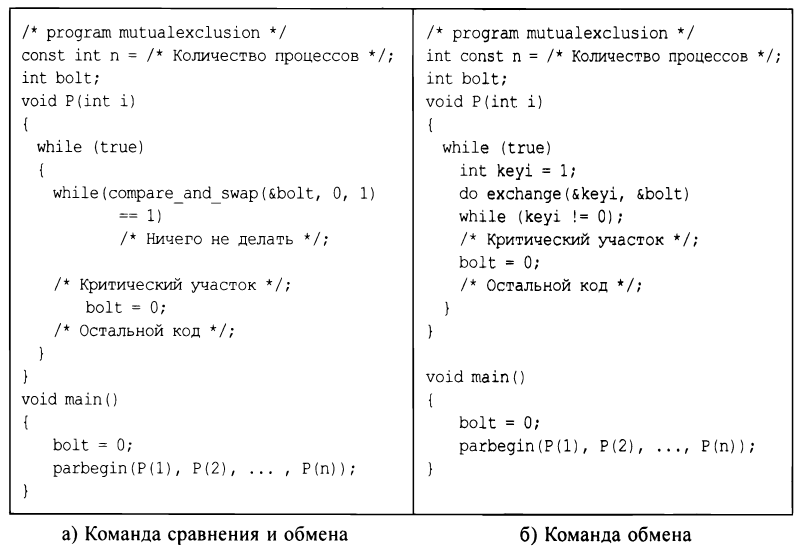 /* program mutualexclusion */
const int n = /* Количество процессов */;
int bolt;
void P(int i)
{
  while (true)
  {
    while(compare_and_swap(&bolt, 0, 1)
          == 1)
          /* Ничего не делать */;

    /* Критический участок */;
       bolt = 0;
    /* Остальной код */;
  }
}
void main()
{
    bolt = 0;
    parbegin(P(1), P(2), ... , P(n));
}
а) Команда сравнения и обмена
/* program mutualexclusion */
int const n = /* Количество процессов */;
int bolt;
void P(int i)
{
  while (true)
    int keyi = 1;
    do exchange(&keyi, &bolt)
    while (keyi != 0);
    /* Критический участок */;
    bolt = 0;
    /* Остальной код */;
  }
}

void main()
{
    bolt = 0;
    parbegin(P(1), P(2), ..., P(n));
}
б) Команда обмена